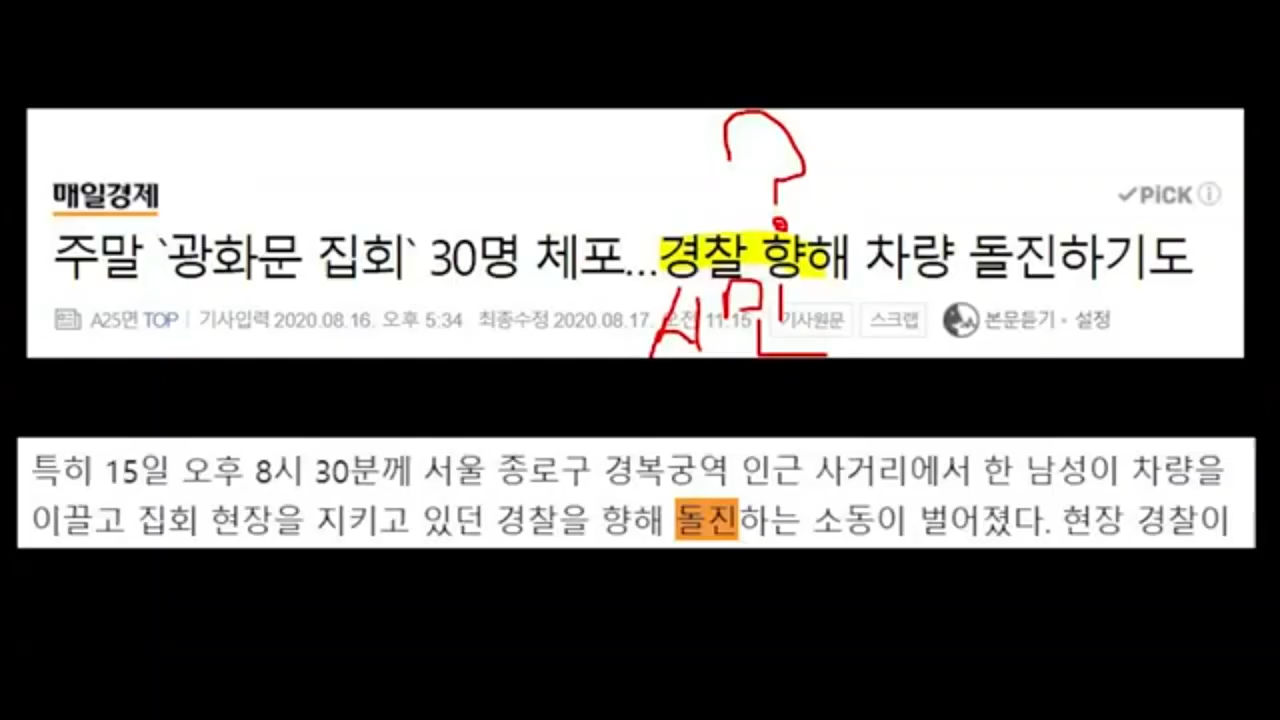 ?
매일경제
PiCK
주말 `광화문 집회` 30명 체포...경찰 향해 차량 돌진하기도
시민
A25면 TOP 기사입력 2020.08.16. 오후 5:34 최종수정 2020.08.17. 오전 11:15 기사원문 스크랩 본문듣기 · 설정
특히 15일 오후 8시 30분께 서울 종로구 경복궁역 인근 사거리에서 한 남성이 차량을
이끌고 집회 현장을 지키고 있던 경찰을 향해 돌진하는 소동이 벌어졌다. 현장 경찰이